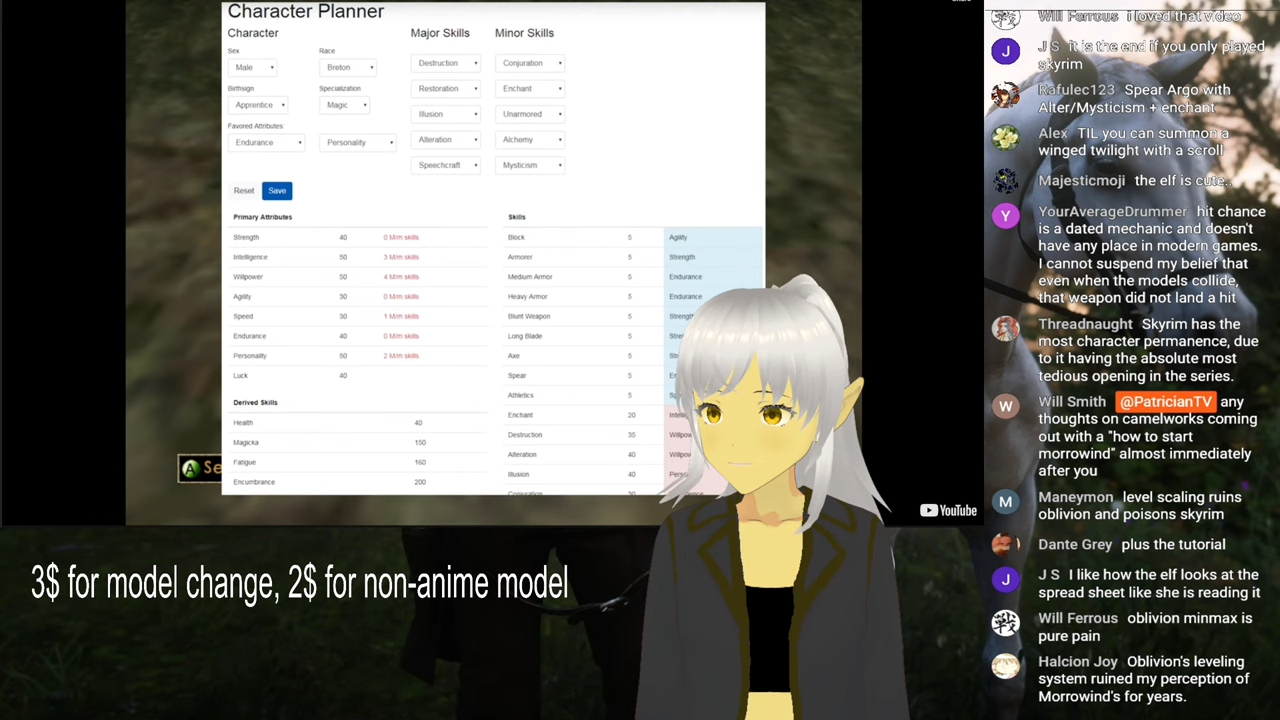 Character Planner
Character
Major Skills
Minor Skills
Sex
Race
Male
Breton
Birthsign
Specialization
Apprentice
Magic
Favored Attributes
Endurance
Personality
Destruction
Conjuration
Restoration
Enchant
Illusion
Unarmored
Alteration
Alchemy
Speechcraft
Mysticism
Reset
Save
Primary Attributes
Strength 40 0 M/m skills
Intelligence 50 3 M/m skills
Willpower 50 4 M/m skills
Agility 30 0 M/m skills
Speed 30 1 M/m skills
Endurance 40 0 M/m skills
Personality 50 2 M/m skills
Luck 40
Derived Skills
Health 40
Magicka 150
Fatigue 160
Encumbrance 200
Skills
Block 5 Agility
Armorer 5 Strength
Medium Armor 5 Endurance
Heavy Armor 5 Endurance
Blunt Weapon 5 Strength
Long Blade 5 Stre
Axe 5 Str
Spear 5 En
Athletics 5 Sp
Enchant 20 Intelli
Destruction 55 Willpow
Alteration 40 Willpo
Illusion 40 Perso
Conjuration 30
A Se
YouTube
3$ for model change, 2$ for non-anime model
Will Ferrous i loved that video
J S it is the end if you only played
skyrim
Rafulec123 Spear Argo with
Alter/Mysticism + enchant
Alex TIL you can summon a
winged twilight with a scroll
Majesticmoji the elf is cute..
YourAverageDrummer hit chance
is a dated mechanic and doesn't
have any place in modern games.
I cannot suspend my belief that
even when the models collide,
that weapon did not land a hit
Threadnaught Skyrim has the
most character permanence, due
to it having the absolute most
tedious opening in the series.
Will Smith @PatricianTV any
thoughts on camelworks coming
out with a "how to start
morrowind" almost immediately
after you
Maneymon level scaling ruins
oblivion and poisons skyrim
Dante Grey plus the tutorial
J S I like how the elf looks at the
spread sheet like she is reading it
Will Ferrous oblivion minmax is
pure pain
Halcion Joy Oblivion's leveling
system ruined my perception of
Morrowind's for years.